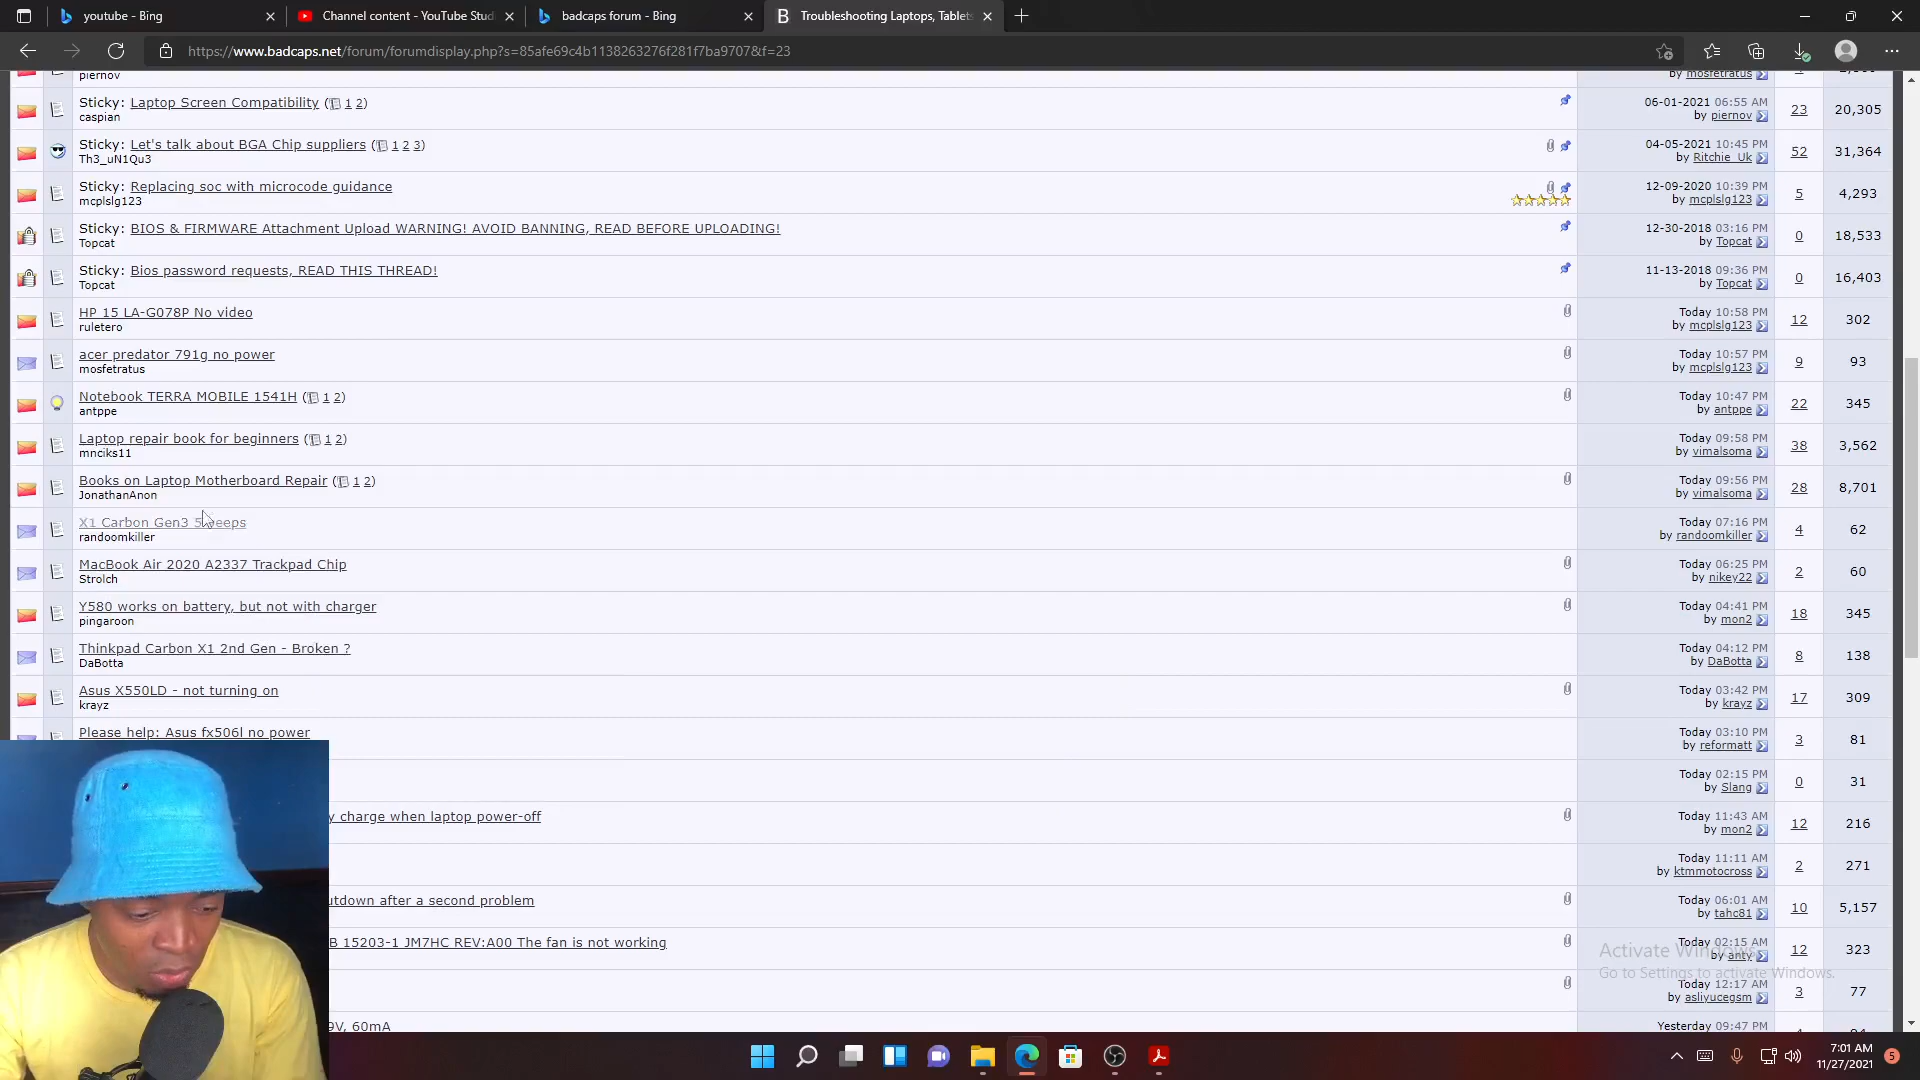 youtube - Bing
Channel content - YouTube Stud
badcaps forum - Bing
Troubleshooting Laptops, Tablets
https://www.badcaps.net/forum/forumdisplay.php?s=85afe69c4b1138263276f281f7ba9707&f=23
piernov
by mosfetratus
Sticky: Laptop Screen Compatibility ( 1 2)
caspian
06-01-2021 06:55 AM
by piernov
23
20,305
Sticky: Let's talk about BGA Chip suppliers ( 1 2 3)
Th3_uN1Qu3
04-05-2021 10:45 PM
by Ritchie_Uk
52
31,364
Sticky: Replacing soc with microcode guidance
mcplslg123
12-09-2020 10:39 PM
by mcplslg123
5
4,293
Sticky: BIOS & FIRMWARE Attachment Upload WARNING! AVOID BANNING, READ BEFORE UPLOADING!
Topcat
12-30-2018 03:16 PM
by Topcat
0
18,533
Sticky: Bios password requests, READ THIS THREAD!
Topcat
11-13-2018 09:36 PM
by Topcat
0
16,403
HP 15 LA-G078P No video
ruletero
Today 10:58 PM
by mcplslg123
12
302
acer predator 791g no power
mosfetratus
Today 10:57 PM
by mcplslg123
9
93
Notebook TERRA MOBILE 1541H ( 1 2)
antppe
Today 10:47 PM
by antppe
22
345
Laptop repair book for beginners ( 1 2)
mnciks11
Today 09:58 PM
by vimalsoma
38
3,562
Books on Laptop Motherboard Repair ( 1 2)
JonathanAnon
Today 09:56 PM
by vimalsoma
28
8,701
X1 Carbon Gen3 5 beeps
randoomkiller
Today 07:16 PM
by randoomkiller
4
62
MacBook Air 2020 A2337 Trackpad Chip
Strolch
Today 06:25 PM
by nikey22
2
60
Y580 works on battery, but not with charger
pingaroon
Today 04:41 PM
by mon2
18
345
Thinkpad Carbon X1 2nd Gen - Broken ?
DaBotta
Today 04:12 PM
by DaBotta
8
138
Asus X550LD - not turning on
krayz
Today 03:42 PM
by krayz
17
309
Please help: Asus fx506l no power
Today 03:10 PM
by reformatt
3
81
Today 02:15 PM
by Slang
0
31
y charge when laptop power-off
Today 11:43 AM
by mon2
12
216
Today 11:11 AM
by ktmmotocross
2
271
utdown after a second problem
Today 06:01 AM
by tahc81
10
5,157
B 15203-1 JM7HC REV:A00 The fan is not working
Today 02:15 AM
by anty
12
323
Activate Windows
Go to Settings to activate Windows.
Today 12:17 AM
by asliyucegsm
3
77
9V, 60mA
Yesterday 09:47 PM
7:01 AM
11/27/2021
5